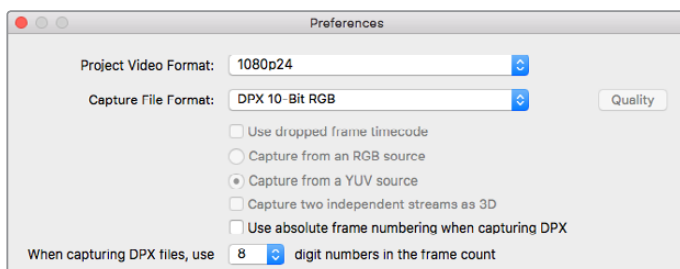 Preferences
Project Video Format: 1080p24
Capture File Format: DPX 10-Bit RGB Quality
Use dropped frame timecode
Capture from an RGB source
Capture from a YUV source
Capture two independent streams as 3D
Use absolute frame numbering when capturing DPX
When capturing DPX files, use 8 digit numbers in the frame count